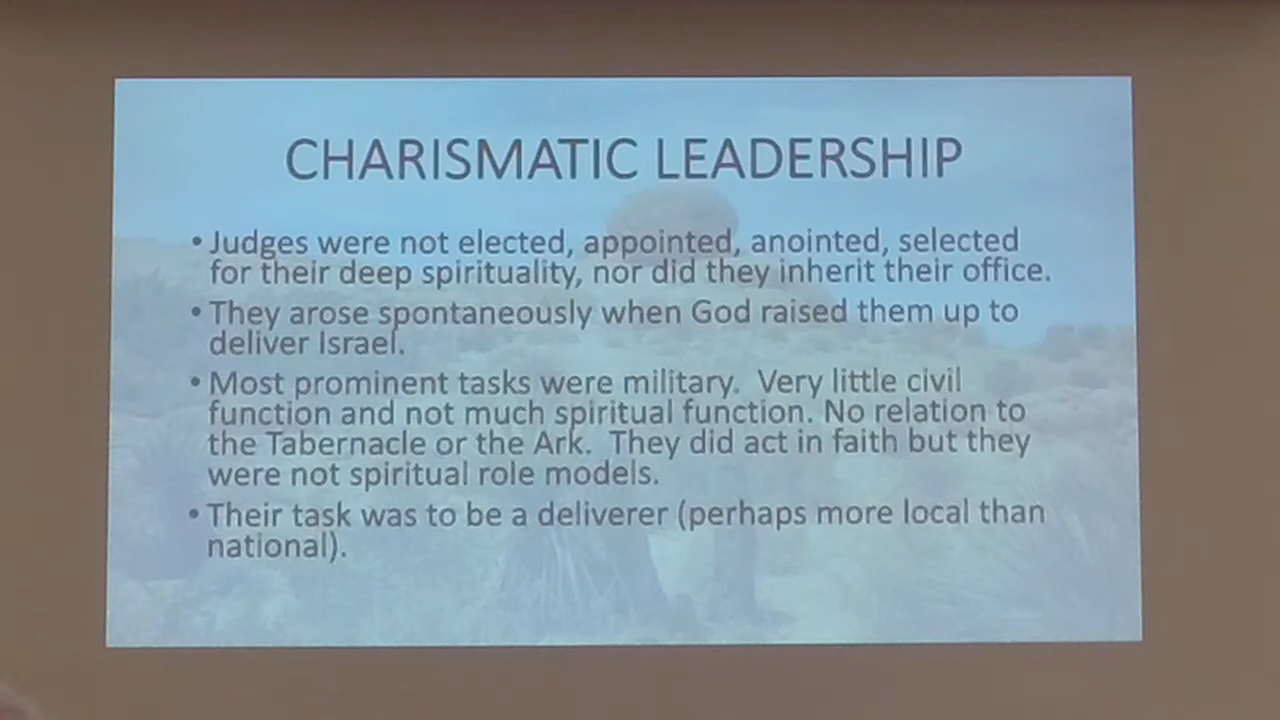 CHARISMATIC LEADERSHIP
• Judges were not elected, appointed, anointed, selected
for their deep spirituality, nor did they inherit their office.
• They arose spontaneously when God raised them up to
deliver Israel.
• Most prominent tasks were military.  Very little civil
function and not much spiritual function. No relation to
the Tabernacle or the Ark.  They did act in faith but they
were not spiritual role models.
• Their task was to be a deliverer (perhaps more local than
national).